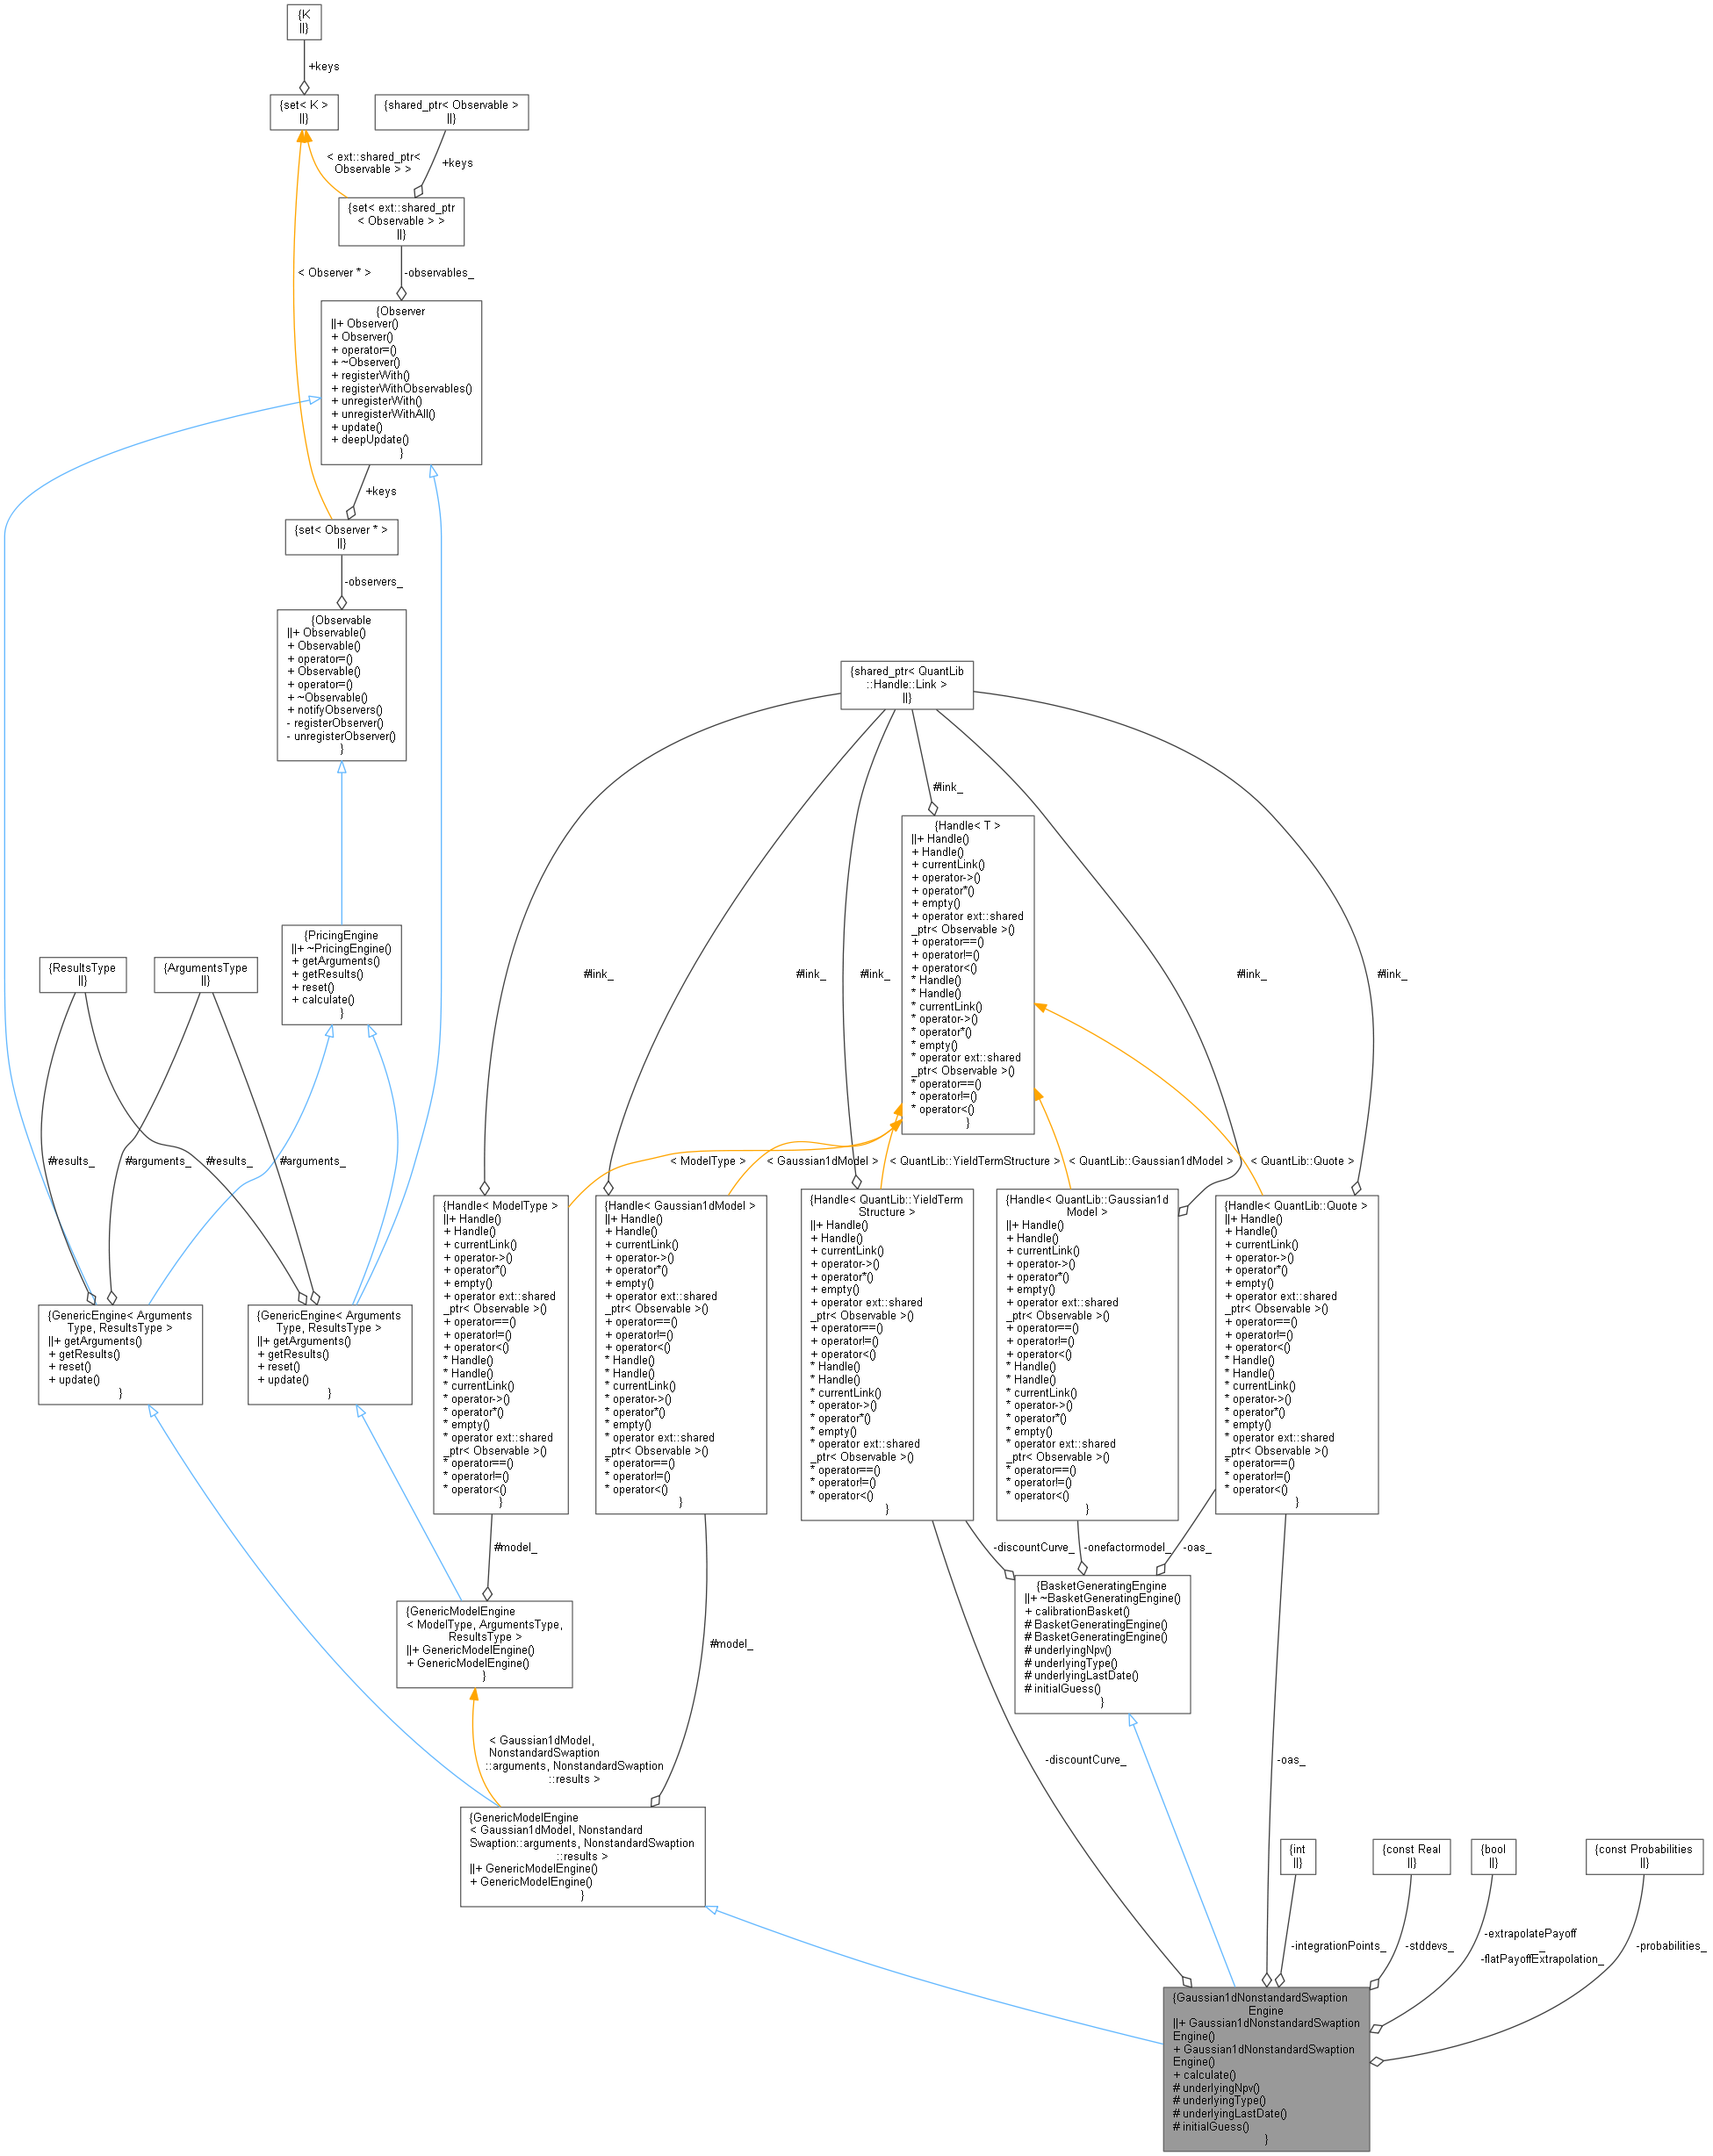 {K
||}
+keys
{set< K >
||}
{shared_ptr< Observable >
||}
< ext::shared_ptr<
Observable > >
+keys
{set< ext::shared_ptr
< Observable > >
||}
< Observer * >
-observables_
{Observer
||+ Observer()
+ Observer()
+ operator=()
+ ~Observer()
+ registerWith()
+ registerWithObservables()
+ unregisterWith()
+ unregisterWithAll()
+ update()
+ deepUpdate()
}
+keys
{set< Observer * >
||}
-observers_
{Observable
||+ Observable()
+ Observable()
+ operator=()
+ Observable()
+ operator=()
+ ~Observable()
+ notifyObservers()
- registerObserver()
- unregisterObserver()
}
{shared_ptr< QuantLib
::Handle::Link >
||}
#link_
{Handle< T >
||+ Handle()
+ Handle()
+ currentLink()
+ operator->()
+ operator*()
+ empty()
+ operator ext::shared
_ptr< Observable >()
+ operator==()
+ operator!=()
+ operator<()
* Handle()
* Handle()
* currentLink()
* operator->()
* operator*()
* empty()
* operator ext::shared
_ptr< Observable >()
* operator==()
* operator!=()
* operator<()
}
{PricingEngine
||+ ~PricingEngine()
+ getArguments()
+ getResults()
+ reset()
+ calculate()
}
{ResultsType
||}
{ArgumentsType
||}
#link_
#link_
#link_
#link_
#link_
#results_
#arguments_
#results_
#arguments_
< ModelType >
< Gaussian1dModel >
< QuantLib::YieldTermStructure >
< QuantLib::Gaussian1dModel >
< QuantLib::Quote >
{GenericEngine< Arguments
Type, ResultsType >
||+ getArguments()
+ getResults()
+ reset()
+ update()
}
{GenericEngine< Arguments
Type, ResultsType >
||+ getArguments()
+ getResults()
+ reset()
+ update()
}
{Handle< ModelType >
||+ Handle()
+ Handle()
+ currentLink()
+ operator->()
+ operator*()
+ empty()
+ operator ext::shared
_ptr< Observable >()
+ operator==()
+ operator!=()
+ operator<()
* Handle()
* Handle()
* currentLink()
* operator->()
* operator*()
* empty()
* operator ext::shared
_ptr< Observable >()
* operator==()
* operator!=()
* operator<()
}
{Handle< Gaussian1dModel >
||+ Handle()
+ Handle()
+ currentLink()
+ operator->()
+ operator*()
+ empty()
+ operator ext::shared
_ptr< Observable >()
+ operator==()
+ operator!=()
+ operator<()
* Handle()
* Handle()
* currentLink()
* operator->()
* operator*()
* empty()
* operator ext::shared
_ptr< Observable >()
* operator==()
* operator!=()
* operator<()
}
{Handle< QuantLib::YieldTerm
Structure >
||+ Handle()
+ Handle()
+ currentLink()
+ operator->()
+ operator*()
+ empty()
+ operator ext::shared
_ptr< Observable >()
+ operator==()
+ operator!=()
+ operator<()
* Handle()
* Handle()
* currentLink()
* operator->()
* operator*()
* empty()
* operator ext::shared
_ptr< Observable >()
* operator==()
* operator!=()
* operator<()
}
{Handle< QuantLib::Gaussian1d
Model >
||+ Handle()
+ Handle()
+ currentLink()
+ operator->()
+ operator*()
+ empty()
+ operator ext::shared
_ptr< Observable >()
+ operator==()
+ operator!=()
+ operator<()
* Handle()
* Handle()
* currentLink()
* operator->()
* operator*()
* empty()
* operator ext::shared
_ptr< Observable >()
* operator==()
* operator!=()
* operator<()
}
{Handle< QuantLib::Quote >
||+ Handle()
+ Handle()
+ currentLink()
+ operator->()
+ operator*()
+ empty()
+ operator ext::shared
_ptr< Observable >()
+ operator==()
+ operator!=()
+ operator<()
* Handle()
* Handle()
* currentLink()
* operator->()
* operator*()
* empty()
* operator ext::shared
_ptr< Observable >()
* operator==()
* operator!=()
* operator<()
}
#model_
-discountCurve_
-onefactormodel_
-oas_
{GenericModelEngine
< ModelType, ArgumentsType,
ResultsType >
||+ GenericModelEngine()
+ GenericModelEngine()
}
#model_
{BasketGeneratingEngine
||+ ~BasketGeneratingEngine()
+ calibrationBasket()
# BasketGeneratingEngine()
# BasketGeneratingEngine()
# underlyingNpv()
# underlyingType()
# underlyingLastDate()
# initialGuess()
}
< Gaussian1dModel,
NonstandardSwaption
::arguments, NonstandardSwaption
::results >
-discountCurve_
-oas_
{GenericModelEngine
< Gaussian1dModel, Nonstandard
Swaption::arguments, NonstandardSwaption
::results >
||+ GenericModelEngine()
+ GenericModelEngine()
}
{int
||}
{const Real
||}
{bool
||}
{const Probabilities
||}
-integrationPoints_
-stddevs_
-extrapolatePayoff
_
-flatPayoffExtrapolation_
-probabilities_
{Gaussian1dNonstandardSwaption
Engine
||+ Gaussian1dNonstandardSwaption
Engine()
+ Gaussian1dNonstandardSwaption
Engine()
+ calculate()
# underlyingNpv()
# underlyingType()
# underlyingLastDate()
# initialGuess()
}